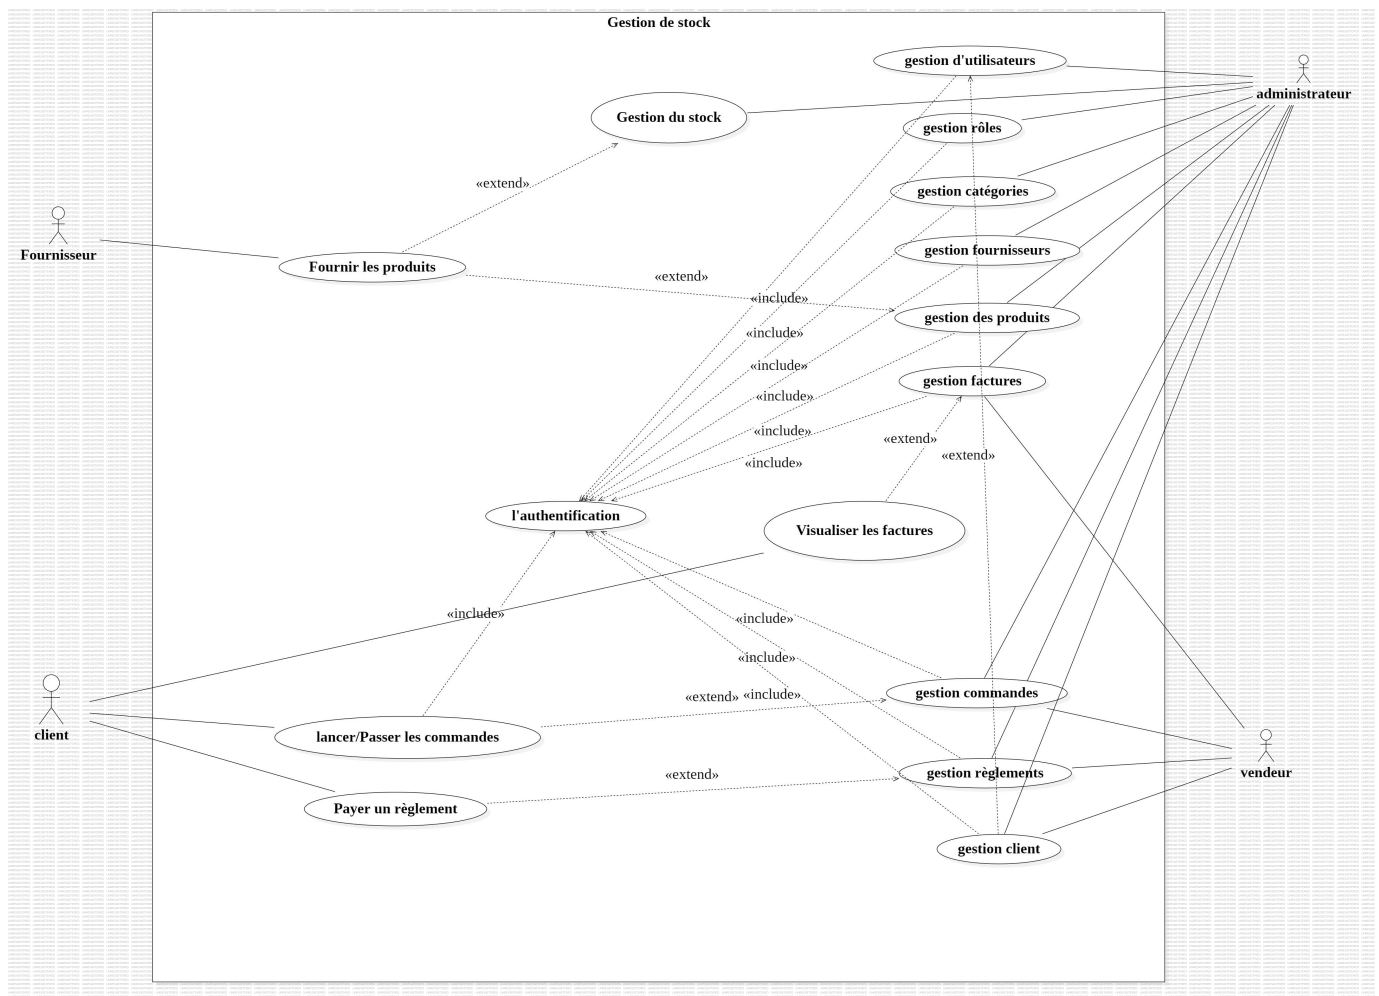 Gestion de stock
gestion d'utilisateurs
administrateur
Gestion du stock
gestion rôles
«extend»
gestion catégories
Fournisseur
gestion fournisseurs
Fournir les produits
«extend»
«include»
gestion des produits
«include»
«include»
gestion factures
«include»
«include»
«extend»
«extend»
«include»
l'authentification
Visualiser les factures
«include»
«include»
«include»
gestion commandes
«extend»
«include»
client
lancer/Passer les commandes
vendeur
«extend»
gestion règlements
Payer un règlement
gestion client